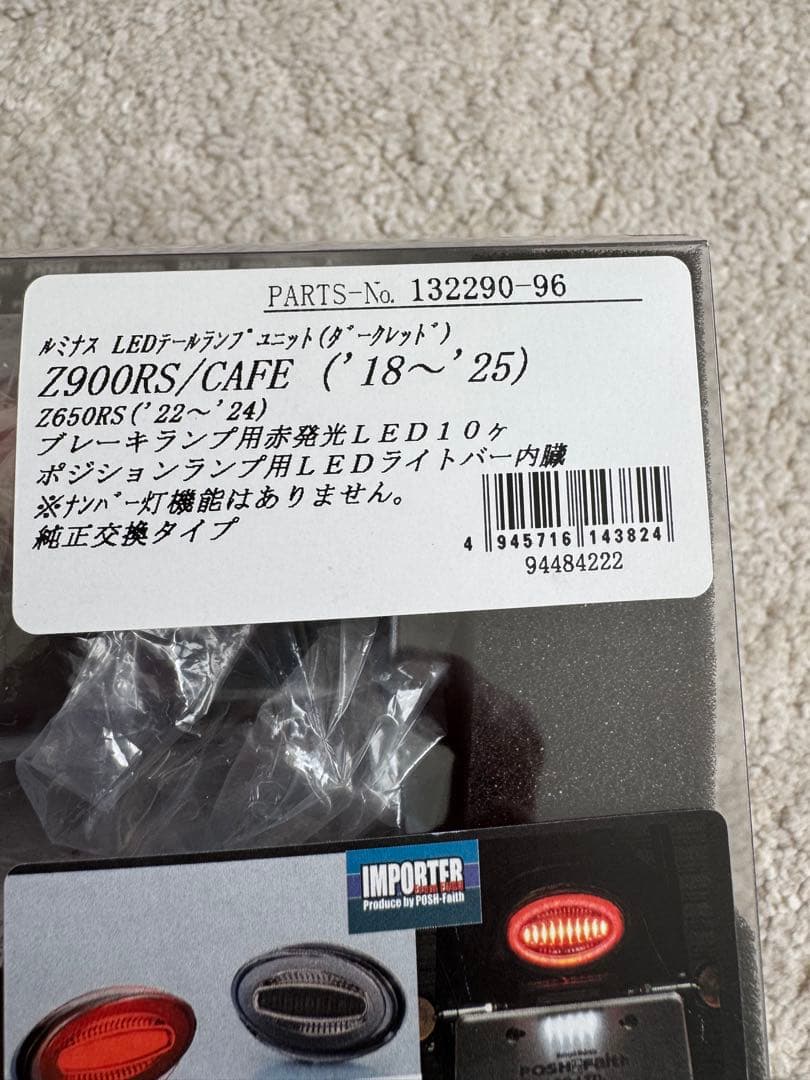 PARTS-No. 132290-96
ﾙﾐﾅｽ LEDﾃｰﾙﾗﾝﾌﾟﾕﾆｯﾄ(ﾀﾞｰｸﾚｯﾄﾞ)
Z900RS/CAFE ('18～'25)
Z650RS('22～'24)
ブレーキランプ用赤発光ＬＥＤ１０ヶ
ポジションランプ用ＬＥＤライトバー内臓
※ﾅﾝﾊﾞｰ灯機能はありません。
純正交換タイプ
4 945716 143824
94484222
IMPORTER
Produce by POSH-Faith
POSH Faith